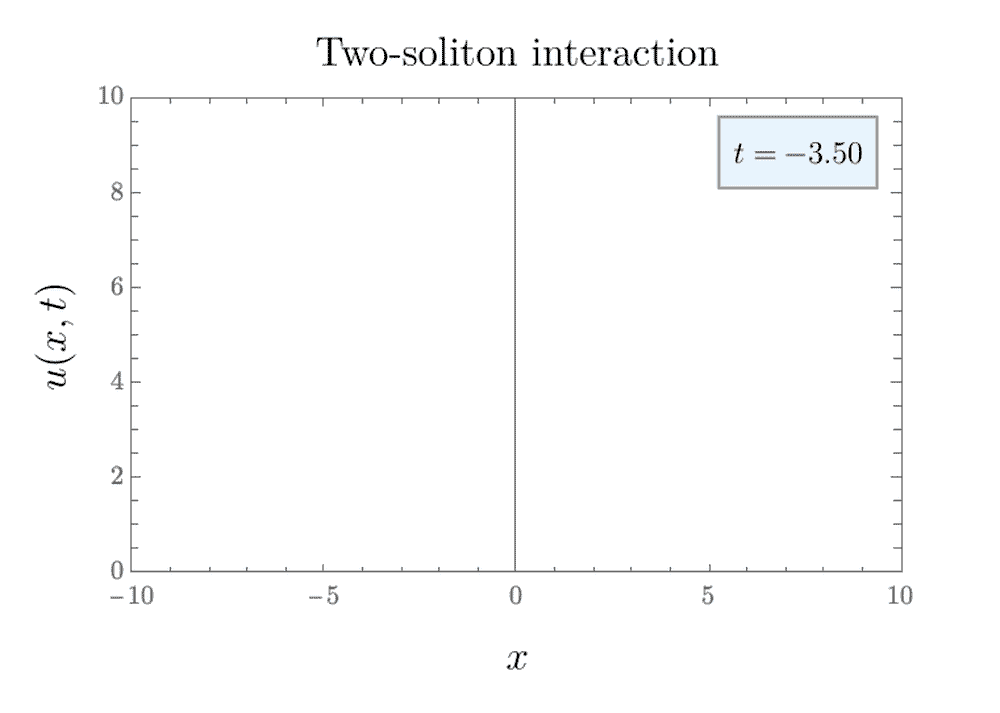 Two-soliton interaction
10
t = −3.50
8
6
u(x, t)
4
2
0
−10 −5 0 5 10
x